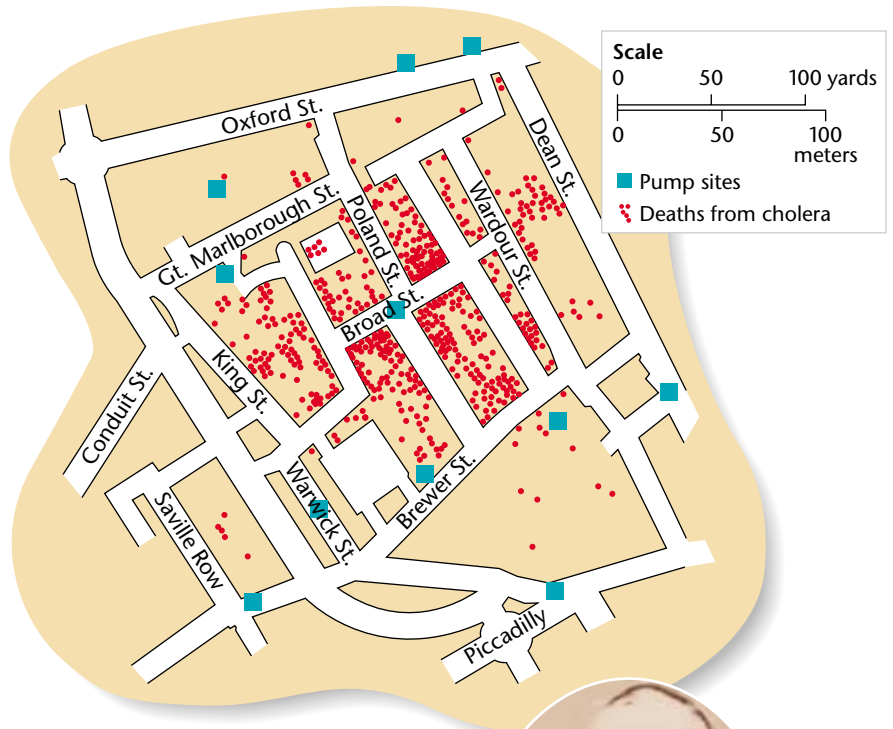 Scale
0 50 100 yards
0 50 100
meters
Pump sites
Deaths from cholera
Oxford St.
Dean St.
Gt. Marlborough St.
Poland St.
Wardour St.
Broad St.
King St.
Conduit St.
Warwick St.
Brewer St.
Saville Row
Piccadilly